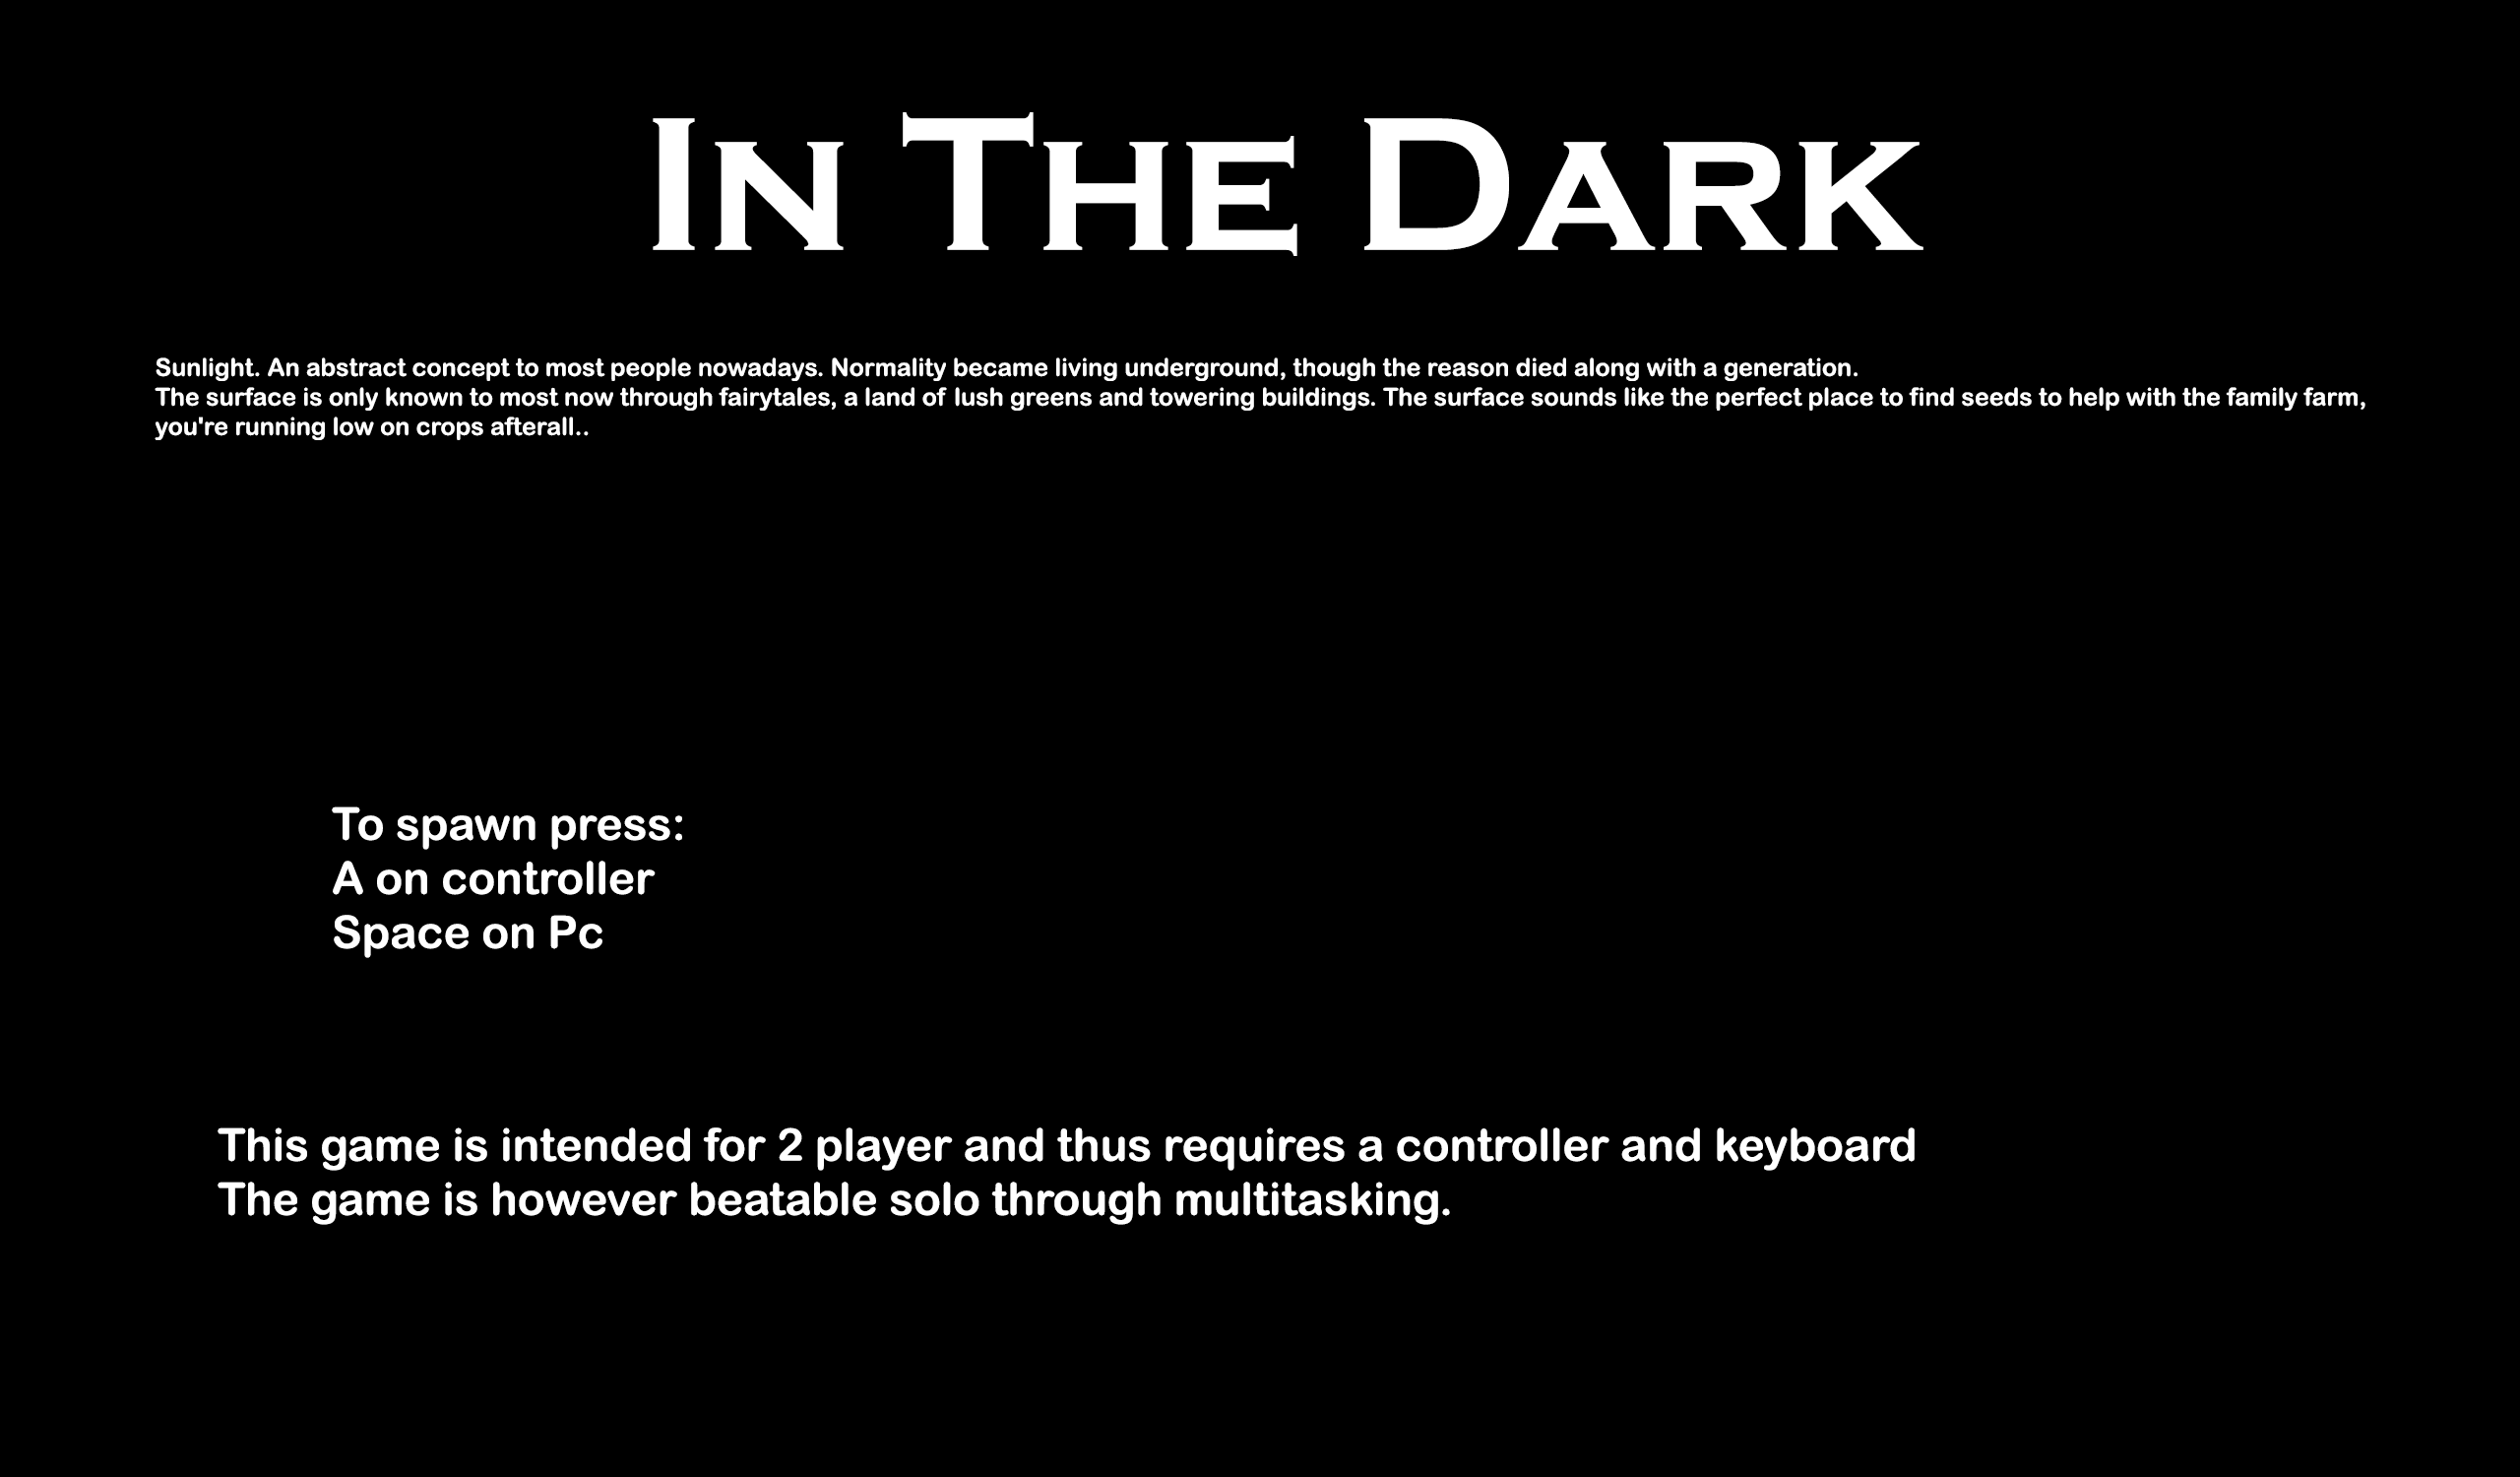 In The Dark
Sunlight. An abstract concept to most people nowadays. Normality became living underground, though the reason died along with a generation.
The surface is only known to most now through fairytales, a land of lush greens and towering buildings. The surface sounds like the perfect place to find seeds to help with the family farm,
you're running low on crops afterall..
To spawn press:
A on controller
Space on Pc
This game is intended for 2 player and thus requires a controller and keyboard
The game is however beatable solo through multitasking.